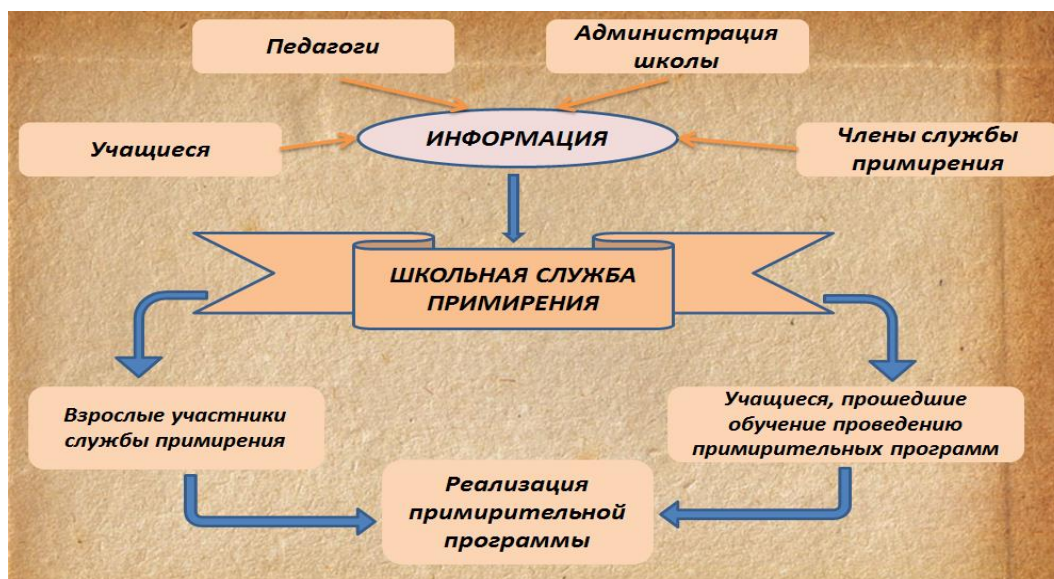 Педагоги
Администрация
школы
Учащиеся
ИНФОРМАЦИЯ
Члены службы
примирения
ШКОЛЬНАЯ СЛУЖБА
ПРИМИРЕНИЯ
Взрослые участники
службы примирения
Учащиеся, прошедшие
обучение проведению
примирительных программ
Реализация
примирительной
программы